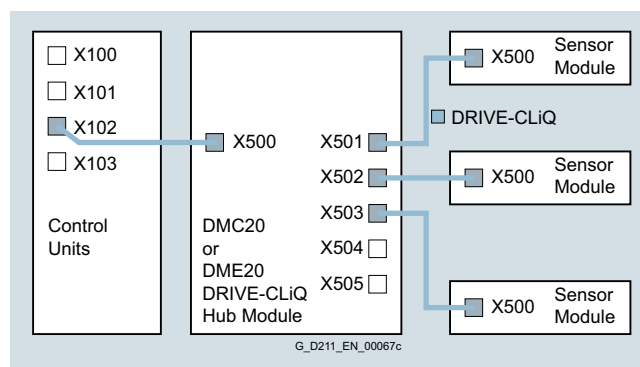 X100
X101
X102
X103
Control
Units
X500
X501
X502
X503
X504
X505
DMC20
or
DME20
DRIVE-CLiQ
Hub Module
X500
Sensor
Module
DRIVE-CLiQ
X500
Sensor
Module
X500
Sensor
Module
G_D211_EN_00067c